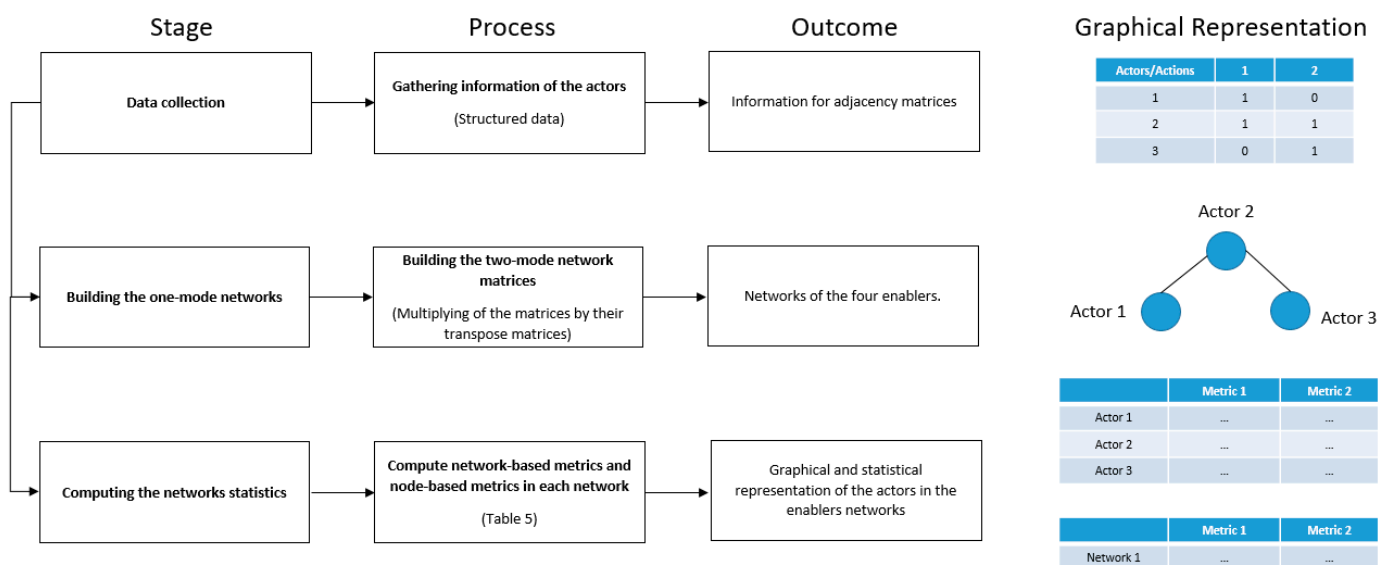 Stage
Process
Outcome
Graphical Representation
Data collection
Gathering information of the actors
(Structured data)
Information for adjacency matrices
Actors/Actions 1 2
1 1 0
2 1 1
3 0 1
Building the one-mode networks
Building the two-mode network
matrices
(Multiplying of the matrices by their
transpose matrices)
Networks of the four enablers.
Actor 2
Actor 1
Actor 3
Computing the networks statistics
Compute network-based metrics and
node-based metrics in each network
(Table 5)
Graphical and statistical
representation of the actors in the
enablers networks
Metric 1 Metric 2
Actor 1 ... ...
Actor 2 ... ...
Actor 3 ... ...
Metric 1 Metric 2
Network 1 ... ...